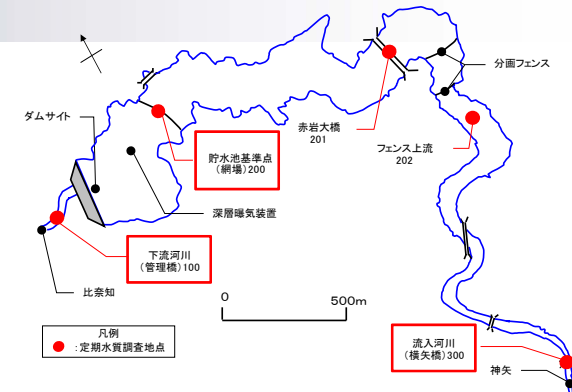 分画フェンス
ダムサイト
赤岩大橋
201
フェンス上流
202
貯水池基準点
（網場）200
深層曝気装置
下流河川
（管理橋）100
比奈知
0
500m
凡例
：定期水質調査地点
流入河川
（横矢橋）300
神矢